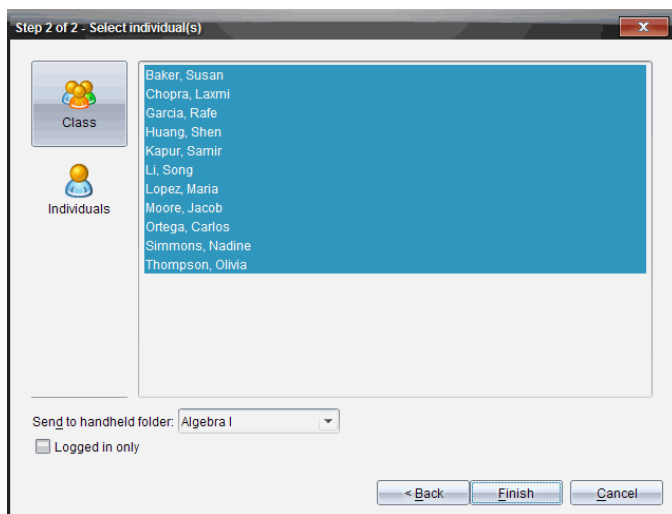 Step 2 of 2 - Select individual(s)
x
Class
Individuals
Baker, Susan
Chopra, Laxmi
Garcia, Rafe
Huang, Shen
Kapur, Samir
Li, Song
Lopez, Maria
Moore, Jacob
Ortega, Carlos
Simmons, Nadine
Thompson, Olivia
Send to handheld folder: Algebra I
Logged in only
< Back Finish Cancel